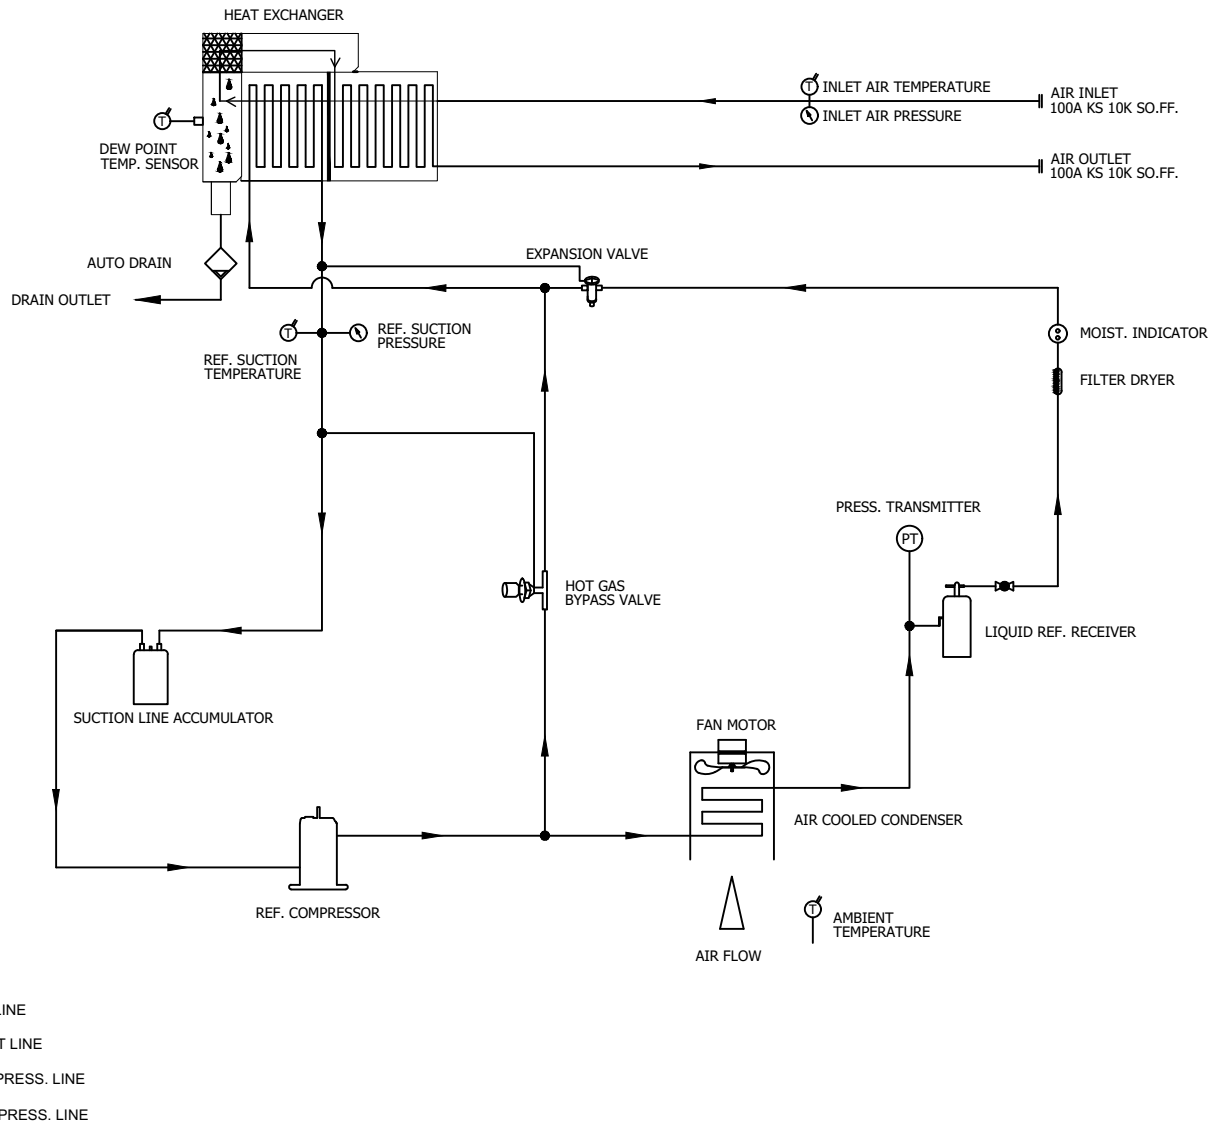 HEAT EXCHANGER
T
INLET AIR TEMPERATURE
INLET AIR PRESSURE
AIR INLET
100A KS 10K SO.FF.
AIR OUTLET
100A KS 10K SO.FF.
T
DEW POINT
TEMP. SENSOR
AUTO DRAIN
DRAIN OUTLET
EXPANSION VALVE
T
REF. SUCTION
PRESSURE
REF. SUCTION
TEMPERATURE
MOIST. INDICATOR
FILTER DRYER
PRESS. TRANSMITTER
PT
HOT GAS
BYPASS VALVE
LIQUID REF. RECEIVER
SUCTION LINE ACCUMULATOR
FAN MOTOR
AIR COOLED CONDENSER
REF. COMPRESSOR
AIR FLOW
T
AMBIENT
TEMPERATURE
LINE
T LINE
PRESS. LINE
PRESS. LINE